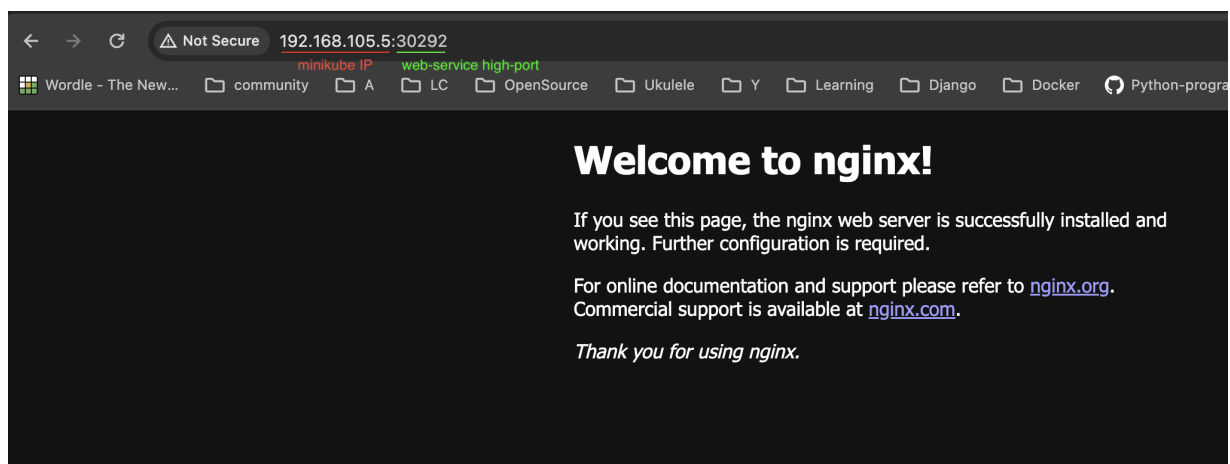 Not Secure 192.168.105.5:30292
minikube IP web-service high-port
Wordle - The New... community A LC OpenSource Ukulele Y Learning Django Docker Python-progra
Welcome to nginx!
If you see this page, the nginx web server is successfully installed and
working. Further configuration is required.
For online documentation and support please refer to nginx.org.
Commercial support is available at nginx.com.
Thank you for using nginx.